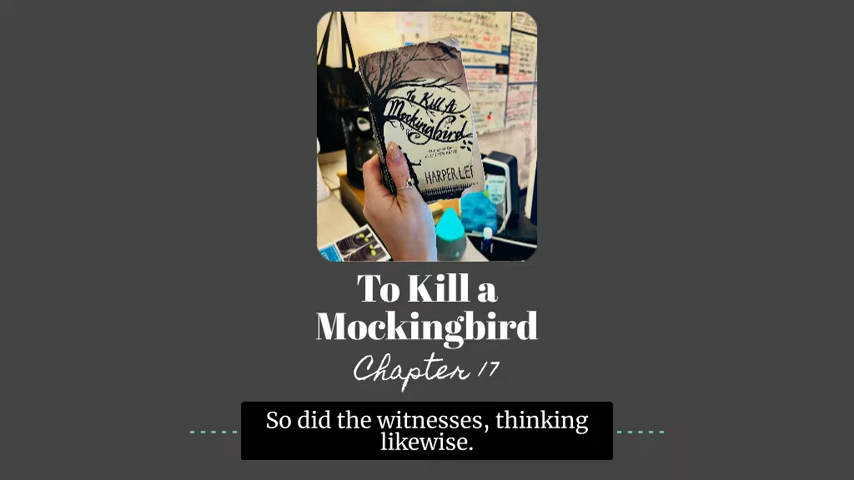 To Kill A
Mockingbird
HARPER LEE
To Kill a
Mockingbird
Chapter 17
So did the witnesses, thinking
likewise.